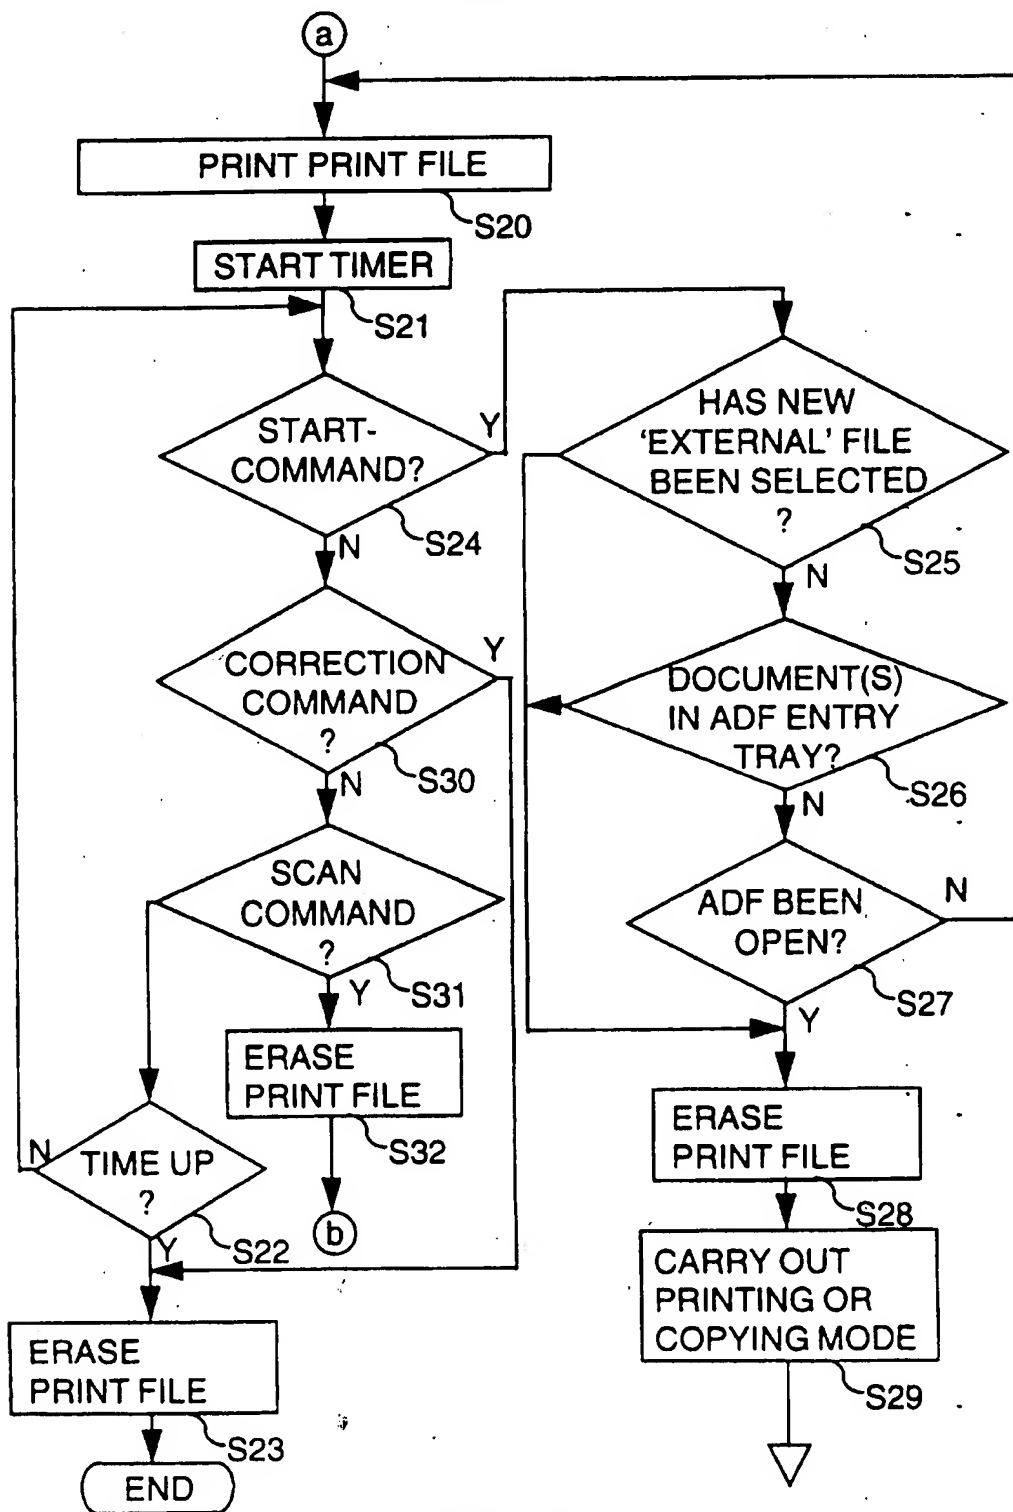 a
PRINT PRINT FILE
S20
START TIMER
S21
START-
COMMAND?
Y
S24
N
HAS NEW
'EXTERNAL' FILE
BEEN SELECTED
?
S25
N
CORRECTION
COMMAND
?
Y
S30
N
DOCUMENT(S)
IN ADF ENTRY
TRAY?
S26
N
SCAN
COMMAND
?
S31
Y
ADF BEEN
OPEN?
N
S27
Y
ERASE
PRINT FILE
S32
b
TIME UP
?
N
S22
Y
ERASE
PRINT FILE
S28
CARRY OUT
PRINTING OR
COPYING MODE
S29
ERASE
PRINT FILE
S23
END